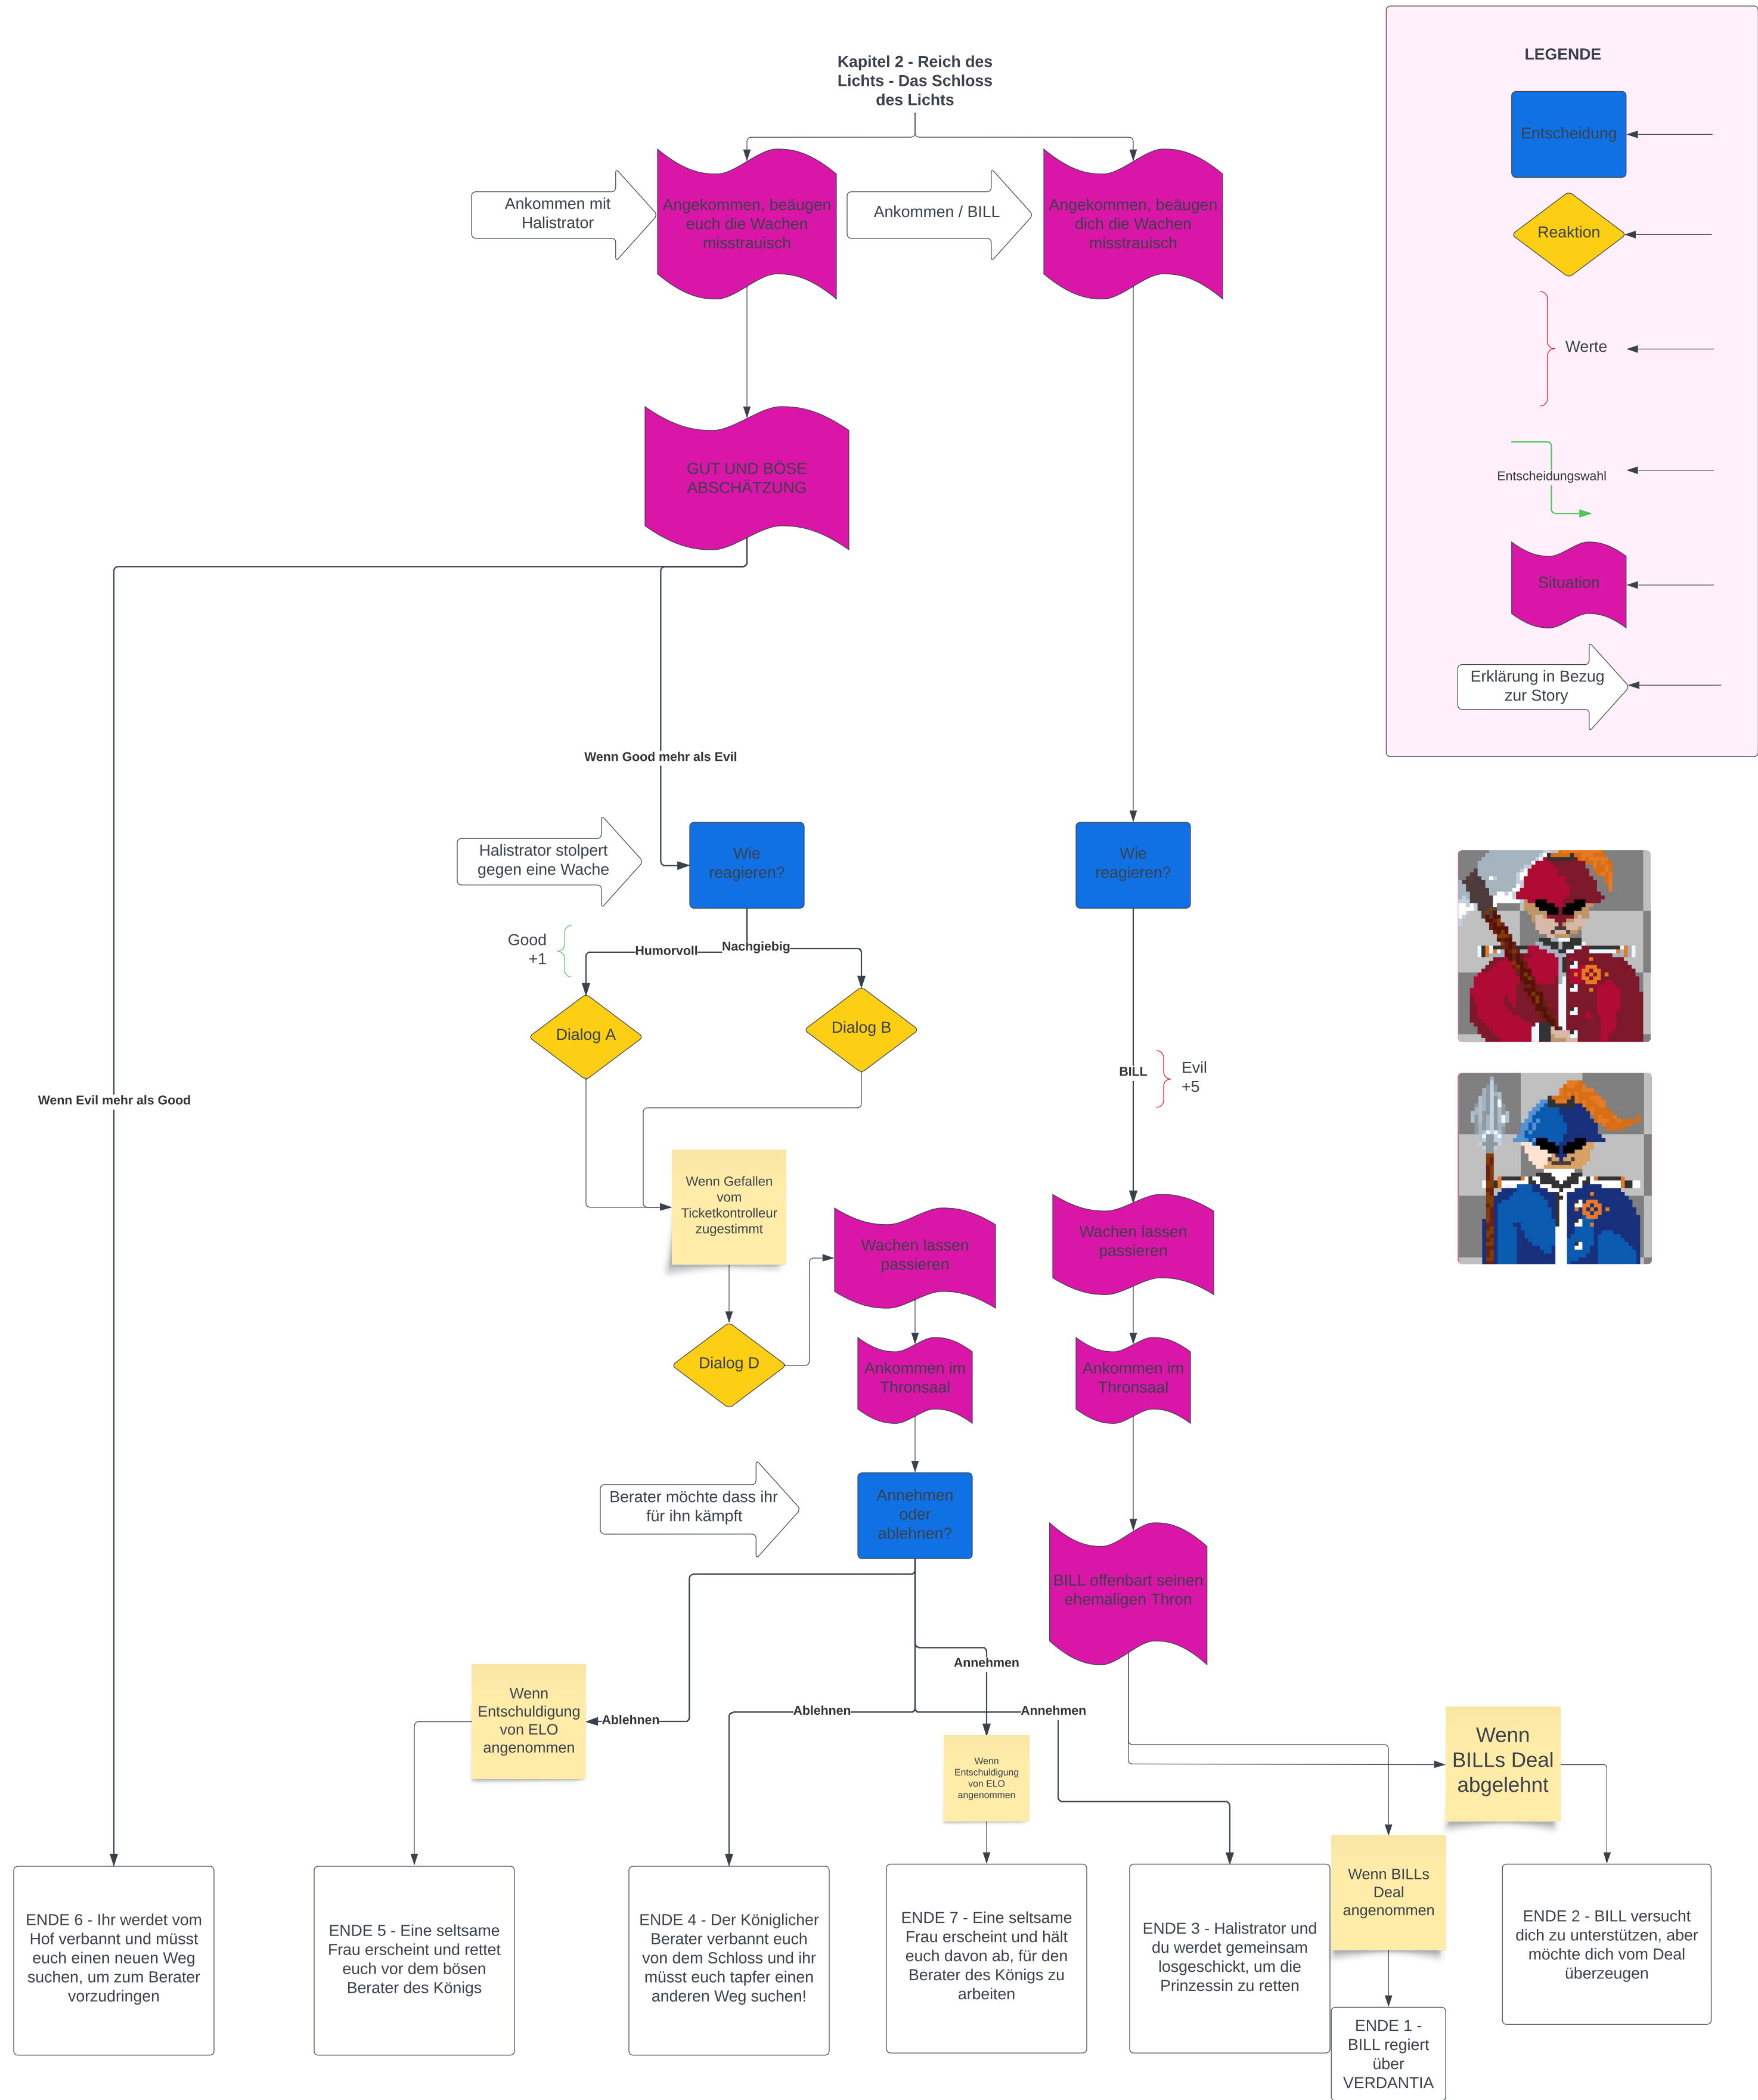 Kapitel 2 - Reich des
Lichts - Das Schloss
des Lichts
LEGENDE
Entscheidung
Reaktion
Werte
Entscheidungswahl
Situation
Erklärung in Bezug
zur Story
Ankommen mit
Halistrator
Angekommen, beäugen
euch die Wachen
misstrauisch
Ankommen / BILL
Angekommen, beäugen
dich die Wachen
misstrauisch
GUT UND BÖSE
ABSCHÄTZUNG
Wenn Good mehr als Evil
Halistrator stolpert
gegen eine Wache
Wie
reagieren?
Wie
reagieren?
Good
+1
Humorvoll
Nachgiebig
Dialog A
Dialog B
BILL
Evil
+5
Wenn Evil mehr als Good
Wenn Gefallen
vom
Ticketkontrolleur
zugestimmt
Wachen lassen
passieren
Wachen lassen
passieren
Dialog D
Ankommen im
Thronsaal
Ankommen im
Thronsaal
Berater möchte dass ihr
für ihn kämpft
Annehmen
oder
ablehnen?
BILL offenbart seinen
ehemaligen Thron
Annehmen
Wenn
Entschuldigung
von ELO
angenommen
Ablehnen
Ablehnen
Annehmen
Wenn
BILLs Deal
abgelehnt
Wenn
Entschuldigung
von ELO
angenommen
Wenn BILLs
Deal
angenommen
ENDE 6 - Ihr werdet vom
Hof verbannt und müsst
euch einen neuen Weg
suchen, um zum Berater
vorzudringen
ENDE 5 - Eine seltsame
Frau erscheint und rettet
euch vor dem bösen
Berater des Königs
ENDE 4 - Der Königlicher
Berater verbannt euch
von dem Schloss und ihr
müsst euch tapfer einen
anderen Weg suchen!
ENDE 7 - Eine seltsame
Frau erscheint und hält
euch davon ab, für den
Berater des Königs zu
arbeiten
ENDE 3 - Halistrator und
du werdet gemeinsam
losgeschickt, um die
Prinzessin zu retten
ENDE 2 - BILL versucht
dich zu unterstützen, aber
möchte dich vom Deal
überzeugen
ENDE 1 -
BILL regiert
über
VERDANTIA